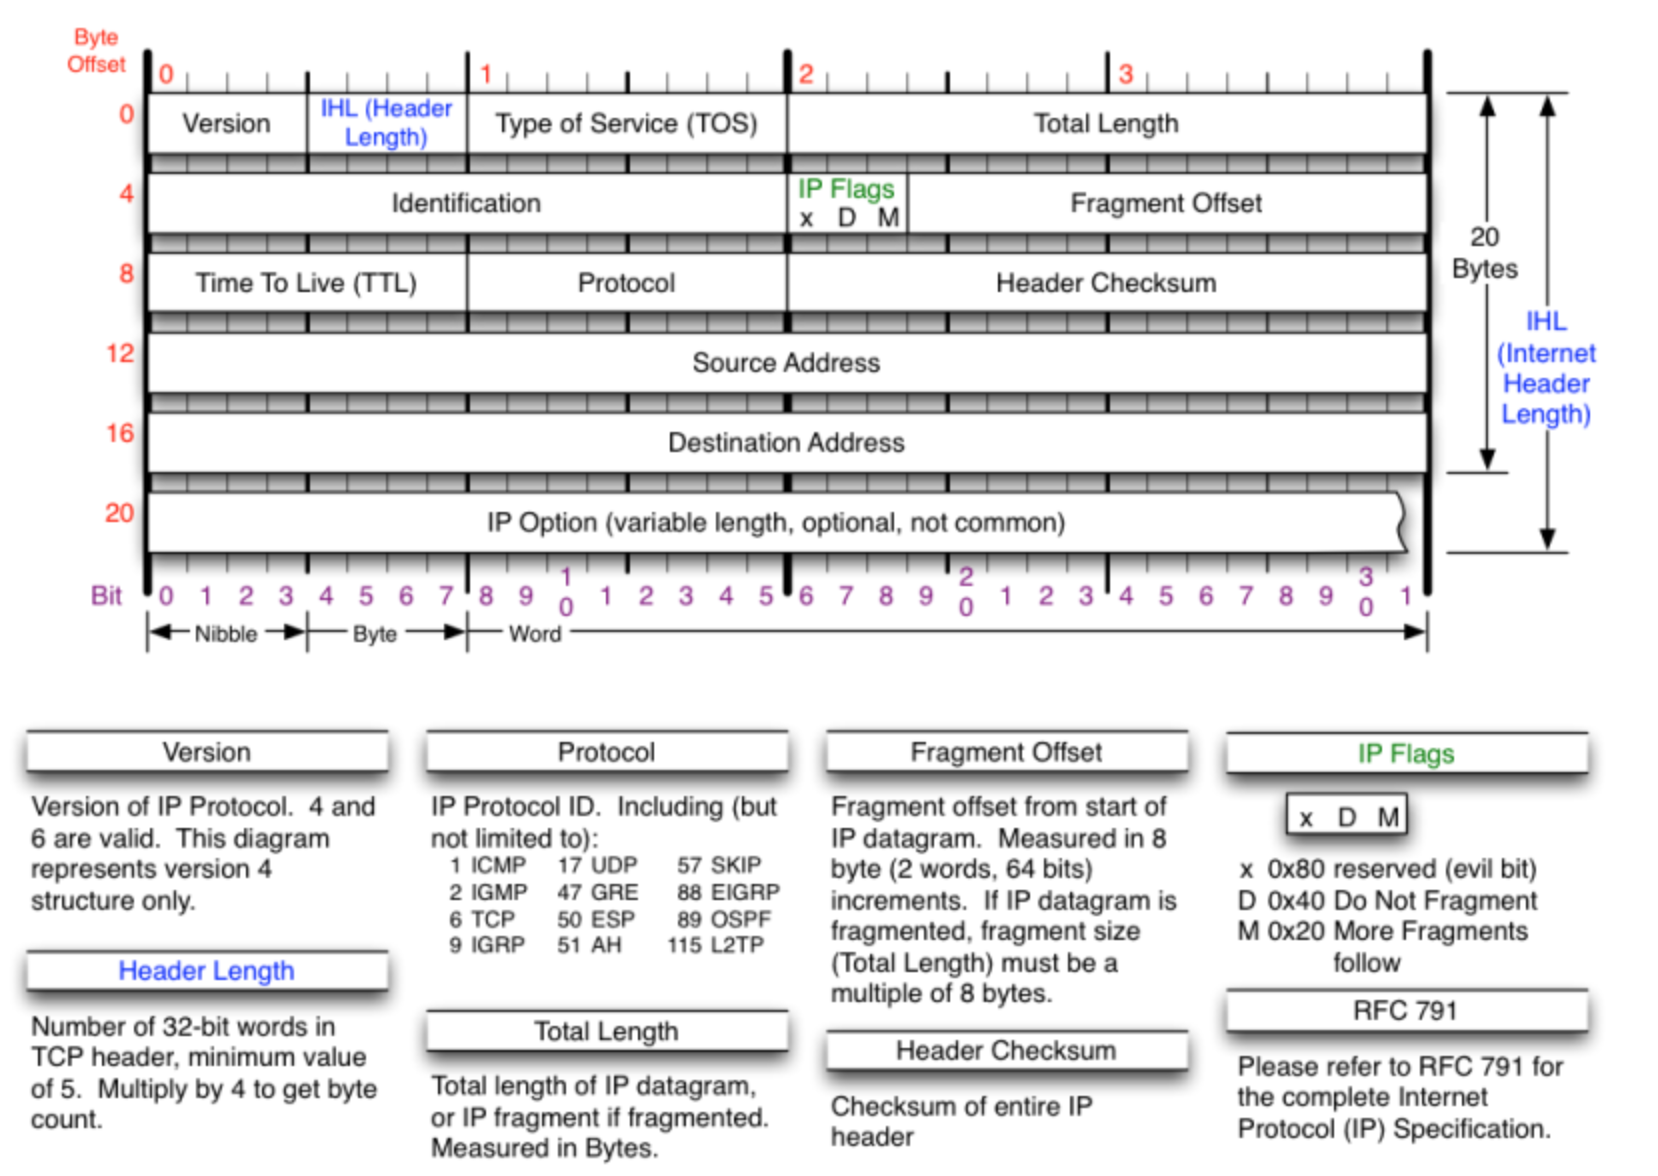 Byte
Offset
0 1 2 3
0
Version
IHL (Header
Length)
Type of Service (TOS)
Total Length
4
Identification
IP Flags
x D M
Fragment Offset
8
Time To Live (TTL)
Protocol
Header Checksum
12
Source Address
16
Destination Address
20
IP Option (variable length, optional, not common)
20
Bytes
IHL
(Internet
Header
Length)
Bit 0 1 2 3 4 5 6 7 8 9 10 1 2 3 4 5 6 7 8 9 20 1 2 3 4 5 6 7 8 9 30 1
Nibble Byte Word
Version
Version of IP Protocol. 4 and
6 are valid. This diagram
represents version 4
structure only.
Header Length
Number of 32-bit words in
TCP header, minimum value
of 5. Multiply by 4 to get byte
count.
Protocol
IP Protocol ID. Including (but
not limited to):
1 ICMP 17 UDP 57 SKIP
2 IGMP 47 GRE 88 EIGRP
6 TCP 50 ESP 89 OSPF
9 IGRP 51 AH 115 L2TP
Total Length
Total length of IP datagram,
or IP fragment if fragmented.
Measured in Bytes.
Fragment Offset
Fragment offset from start of
IP datagram. Measured in 8
byte (2 words, 64 bits)
increments. If IP datagram is
fragmented, fragment size
(Total Length) must be a
multiple of 8 bytes.
Header Checksum
Checksum of entire IP
header
IP Flags
x D M
x 0x80 reserved (evil bit)
D 0x40 Do Not Fragment
M 0x20 More Fragments
follow
RFC 791
Please refer to RFC 791 for
the complete Internet
Protocol (IP) Specification.